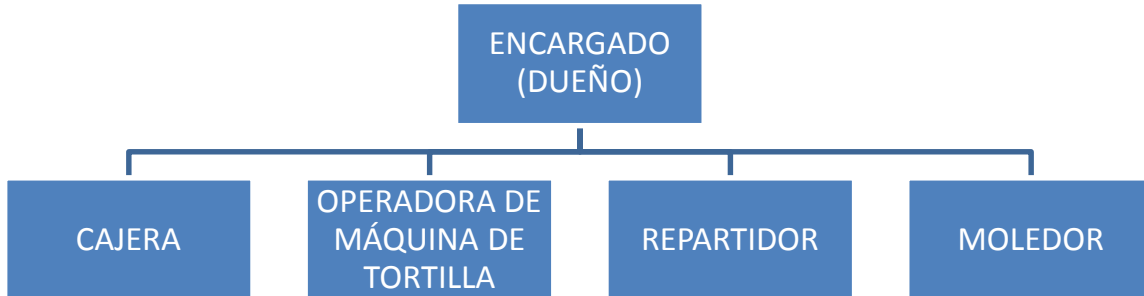 ENCARGADO
(DUEÑO)
CAJERA
OPERADORA DE
MÁQUINA DE
TORTILLA
REPARTIDOR
MOLEDOR